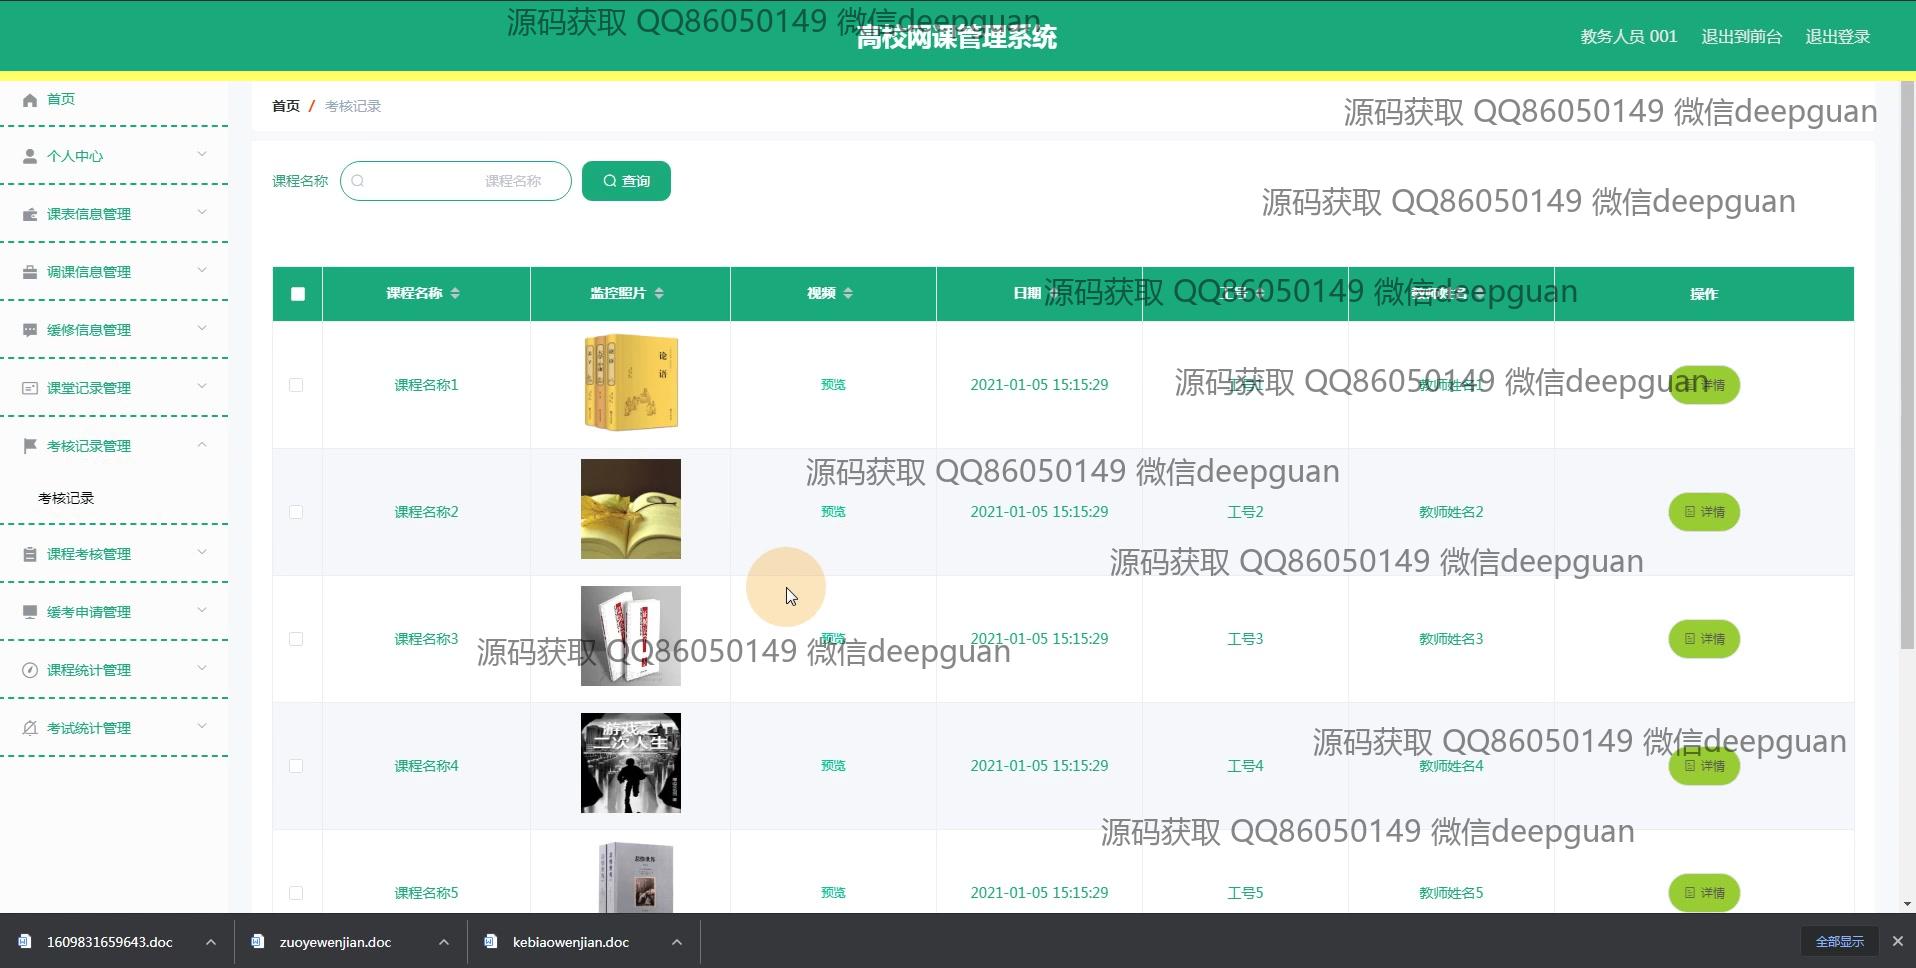 源码获取 QQ86050149 微信deepguan
高校网课管理系统
教务人员 001 退出到前台 退出登录
首页
个人中心
课表信息管理
调课信息管理
缓修信息管理
课堂记录管理
考核记录管理
考核记录
课程考核管理
缓考申请管理
课程统计管理
考试统计管理
首页 / 考核记录
源码获取 QQ86050149 微信deepguan
课程名称 课程名称 查询
源码获取 QQ86050149 微信deepguan
课程名称 监控照片 视频 日期 工号 教师姓名 操作
源码获取 QQ86050149 微信deepguan
论语
课程名称1 预览 2021-01-05 15:15:29 工号1 教师姓名1 详情
源码获取 QQ86050149 微信deepguan
源码获取 QQ86050149 微信deepguan
课程名称2 预览 2021-01-05 15:15:29 工号2 教师姓名2 详情
源码获取 QQ86050149 微信deepguan
课程名称3 预览 2021-01-05 15:15:29 工号3 教师姓名3 详情
源码获取 QQ86050149 微信deepguan
游戏之
二次人生
源码获取 QQ86050149 微信deepguan
课程名称4 预览 2021-01-05 15:15:29 工号4 教师姓名4 详情
源码获取 QQ86050149 微信deepguan
课程名称5 预览 2021-01-05 15:15:29 工号5 教师姓名5 详情
1609831659643.doc zuoyewenjian.doc kebiaowenjian.doc 全部显示